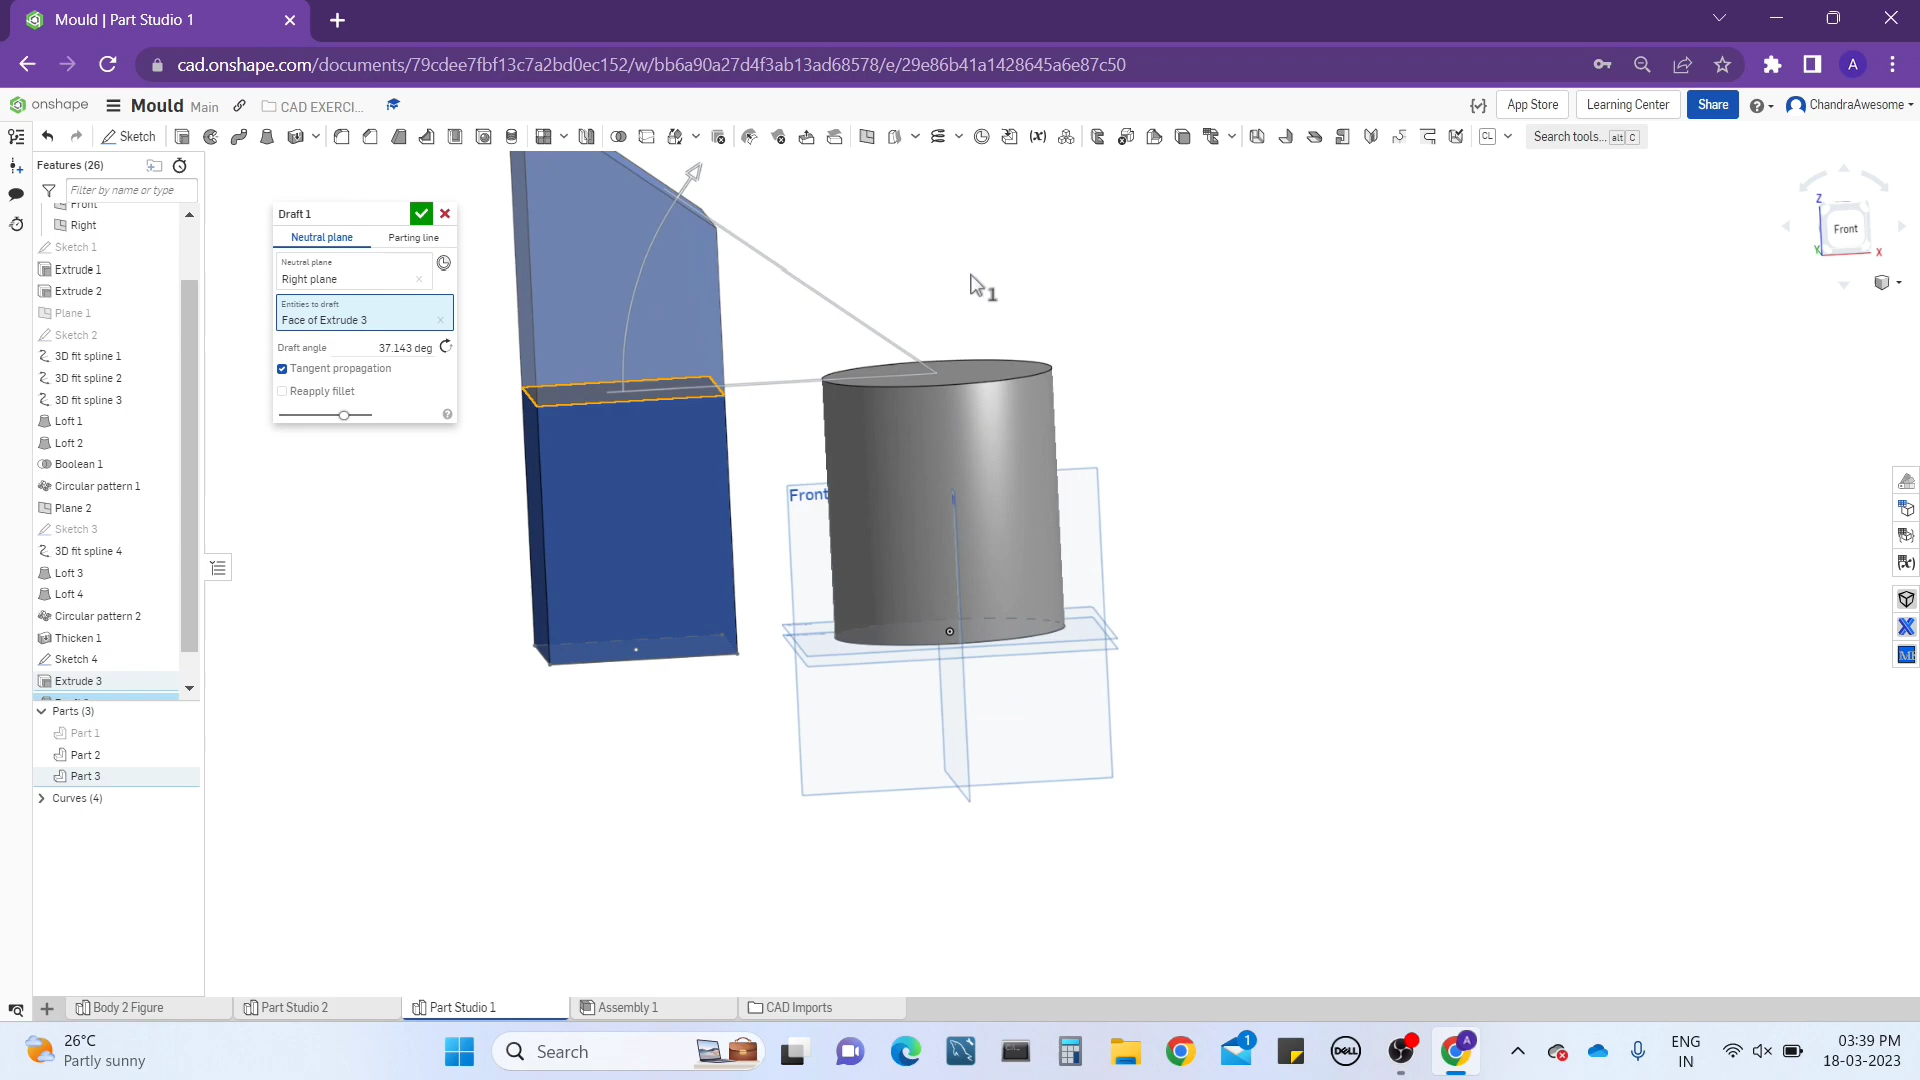 Mould | Part Studio 1
cad.onshape.com/documents/79cdee7fbf13c7a2bd0ec152/w/bb6a90a27d4f3ab13ad68578/e/29e86b41a1428645a6e87c50
A
onshape
Mould Main
CAD EXERCI...
App Store
Learning Center
Share
ChandraAwesome
Sketch
CL
Search tools... alt C
Features (26)
Filter by name or type
Front
Right
Sketch 1
Extrude 1
Extrude 2
Plane 1
Sketch 2
3D fit spline 1
3D fit spline 2
3D fit spline 3
Loft 1
Loft 2
Boolean 1
Circular pattern 1
Plane 2
Sketch 3
3D fit spline 4
Loft 3
Loft 4
Circular pattern 2
Thicken 1
Sketch 4
Extrude 3
Parts (3)
Part 1
Part 2
Part 3
Curves (4)
Draft 1
Neutral plane
Parting line
Neutral plane
Right plane
Entities to draft
Face of Extrude 3
Draft angle 37.143 deg
Tangent propagation
Reapply fillet
1
Front
Z
Front
Y
X
Body 2 Figure
Part Studio 2
Part Studio 1
Assembly 1
CAD Imports
26°C
Partly sunny
Search
DELL
1
A
ENG
IN
03:39 PM
18-03-2023